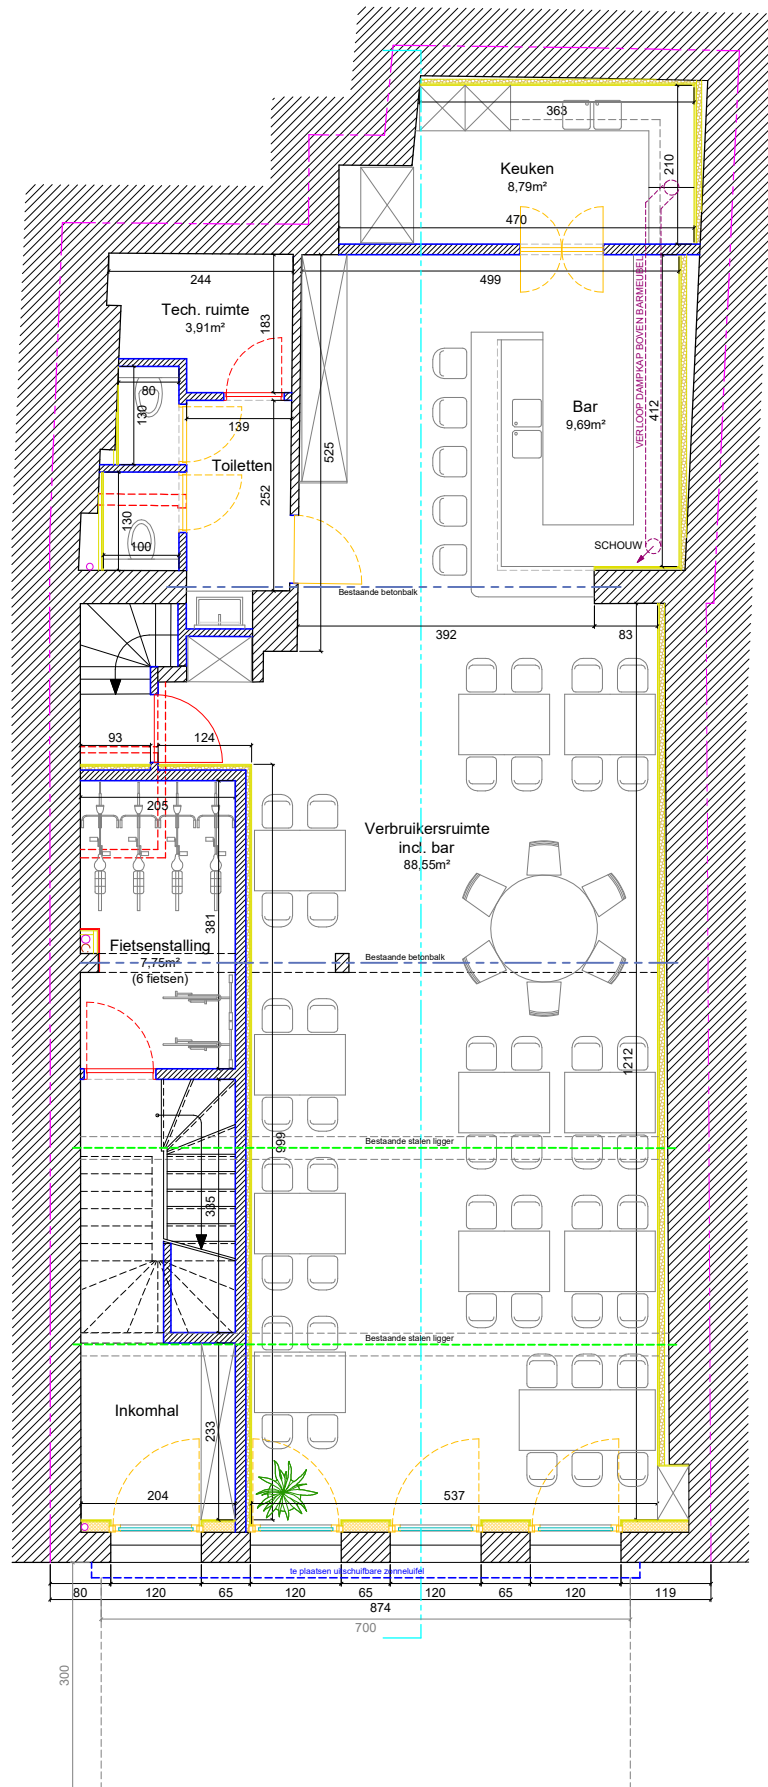 363
Keuken
8,79m²
210
470
499
244
Tech. ruimte
3,91m²
183
VERLOOP DAMPKAP BOVEN BARMEUBEL
80
130
139
Bar
9,69m²
412
525
Toiletten
252
130
100
SCHOUW
Bestaande betonbalk
392
83
93
124
205
Verbruikersruimte
incl. bar
88,55m²
381
Fietsenstalling
7,75m²
(6 fietsen)
Bestaande betonbalk
1212
999
Bestaande stalen ligger
335
Bestaande stalen ligger
Inkomhal
233
204
537
te plaatsen uitschuifbare zonneluifel
80
120
65
120
65
120
65
120
119
874
700
300